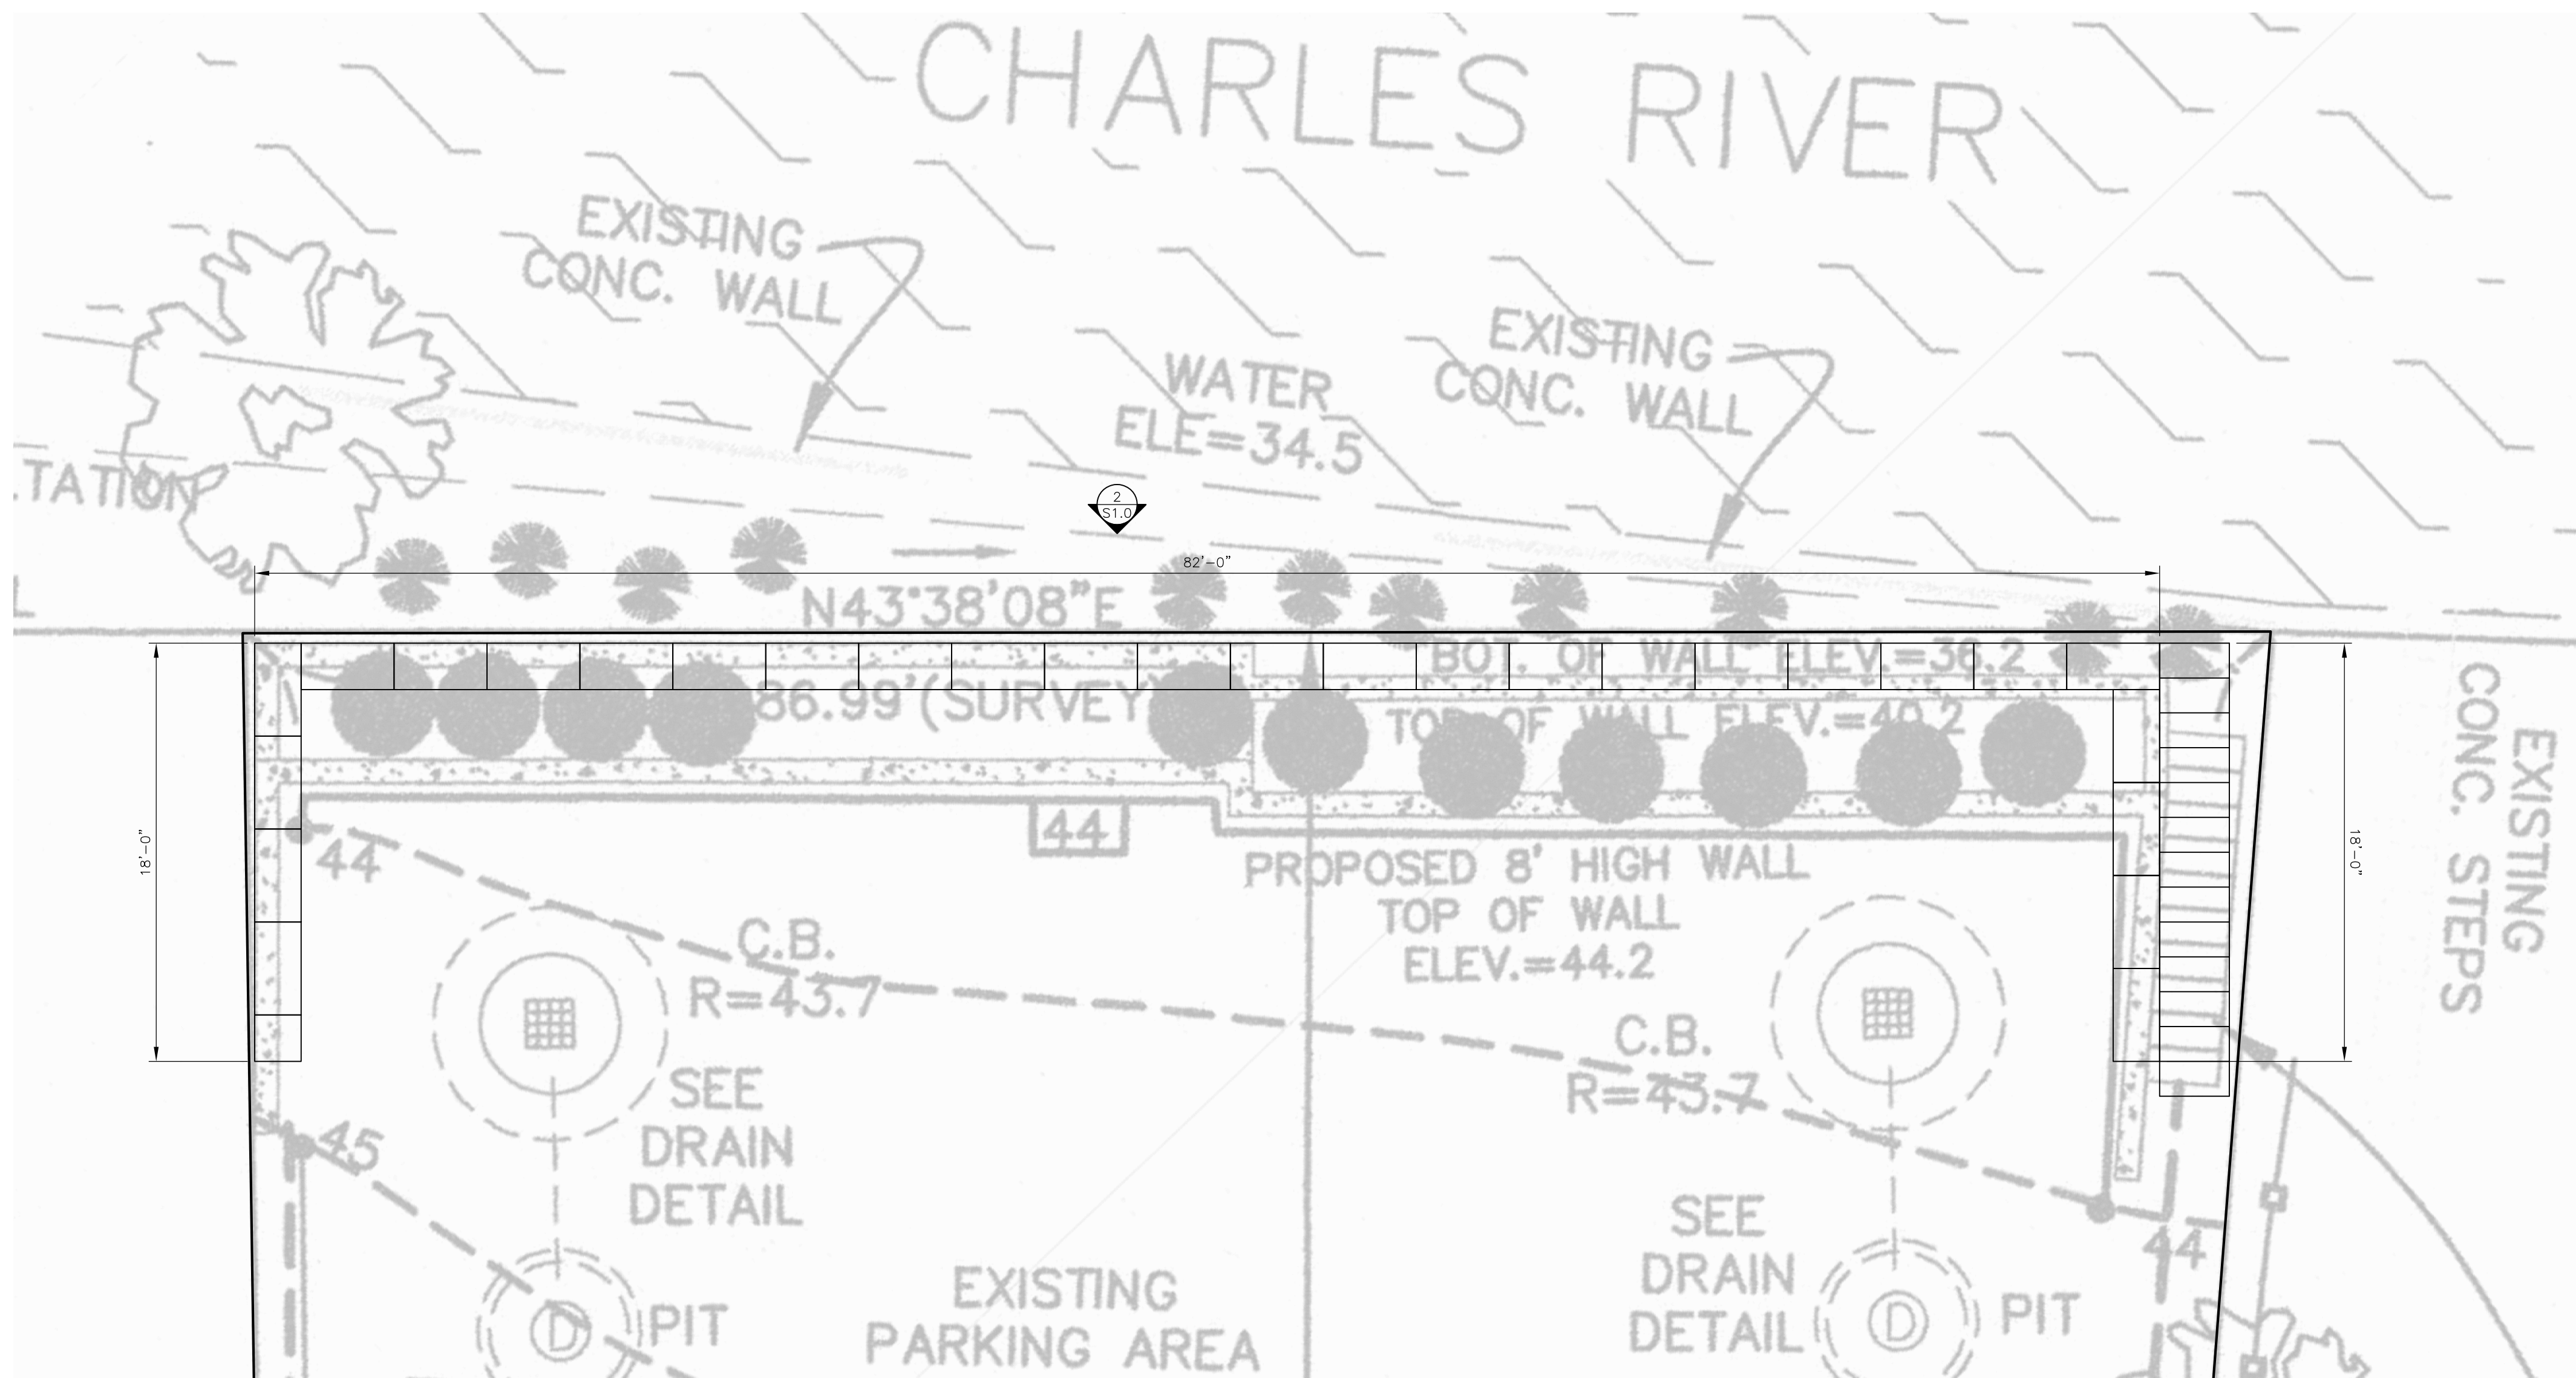 CHARLES RIVER
EXISTING
CONC. WALL
EXISTING
CONC. WALL
WATER
ELE=34.5
TATION
2
S1.0
82'-0"
N43°38'08"E
L
BOT. OF WALL ELEV.=36.2
86.99'(SURVEY
TOP OF WALL ELEV.=40.2
EXISTING
CONC. STEPS
18'-0"
18'-0"
44
44
PROPOSED 8' HIGH WALL
TOP OF WALL
ELEV.=44.2
C.B.
R=43.7
C.B.
R=43.7
SEE
DRAIN
DETAIL
45
SEE
DRAIN
DETAIL
44
EXISTING
PARKING AREA
D
PIT
D
PIT